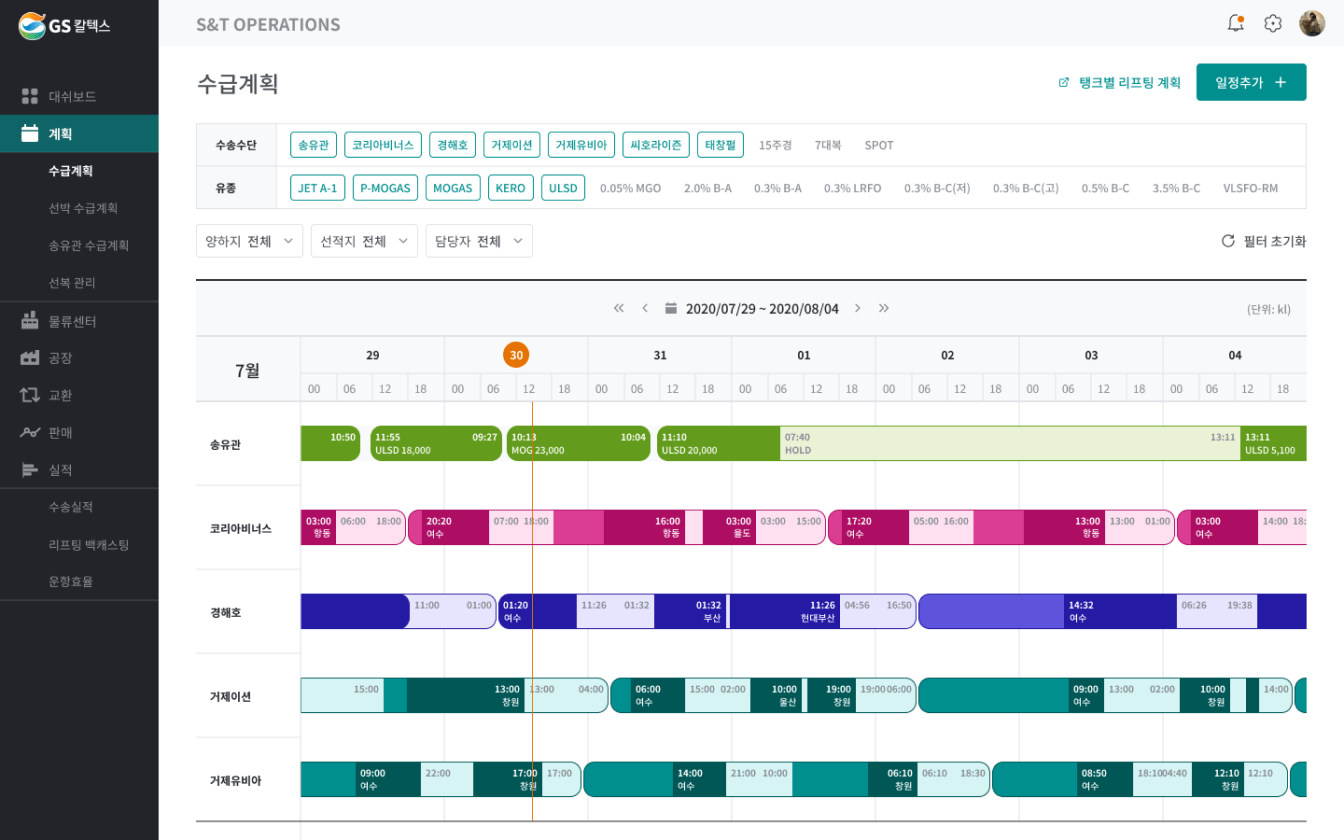 GS 칼텍스
S&T OPERATIONS
대쉬보드
계획
수급계획
선박 수급계획
송유관 수급계획
선복 관리
물류센터
공장
교환
판매
실적
수송실적
리프팅 백캐스팅
운항효율
수급계획
탱크별 리프팅 계획
일정추가 +
수송수단 송유관 코리아비너스 경해호 거제이션 거제유비아 씨호라이즌 태창펄 15주경 7대복 SPOT
유종 JET A-1 P-MOGAS MOGAS KERO ULSD 0.05% MGO 2.0% B-A 0.3% B-A 0.3% LRFO 0.3% B-C(저) 0.3% B-C(고) 0.5% B-C 3.5% B-C VLSFO-RM
양하지 전체 선적지 전체 담당자 전체 필터 초기화
2020/07/29 ~ 2020/08/04 (단위: kl)
7월 29 30 31 01 02 03 04
00 06 12 18 00 06 12 18 00 06 12 18 00 06 12 18 00 06 12 18 00 06 12 18 00 06 12 18
송유관
10:50 11:55 09:27 10:13 10:04 11:10 07:40 13:11 13:11
ULSD 18,000 MOG 23,000 ULSD 20,000 HOLD ULSD 5,100
코리아비너스
03:00 06:00 18:00 20:20 07:00 18:00 16:00 03:00 03:00 15:00 17:20 05:00 16:00 13:00 13:00 01:00 03:00 14:00 18:
항동 여수 항동 율도 여수 항동 여수
경해호
11:00 01:00 01:20 11:26 01:32 01:32 11:26 04:56 16:50 14:32 06:26 19:38
여수 부산 현대부산 여수
거제이션
15:00 13:00 13:00 04:00 06:00 15:00 02:00 10:00 19:00 19:00 06:00 09:00 13:00 02:00 10:00 14:00
창원 여수 울산 창원 여수 창원
거제유비아
09:00 22:00 17:00 17:00 14:00 21:00 10:00 06:10 06:10 18:30 08:50 18:10 04:40 12:10 12:10
여수 창원 여수 창원 여수 창원